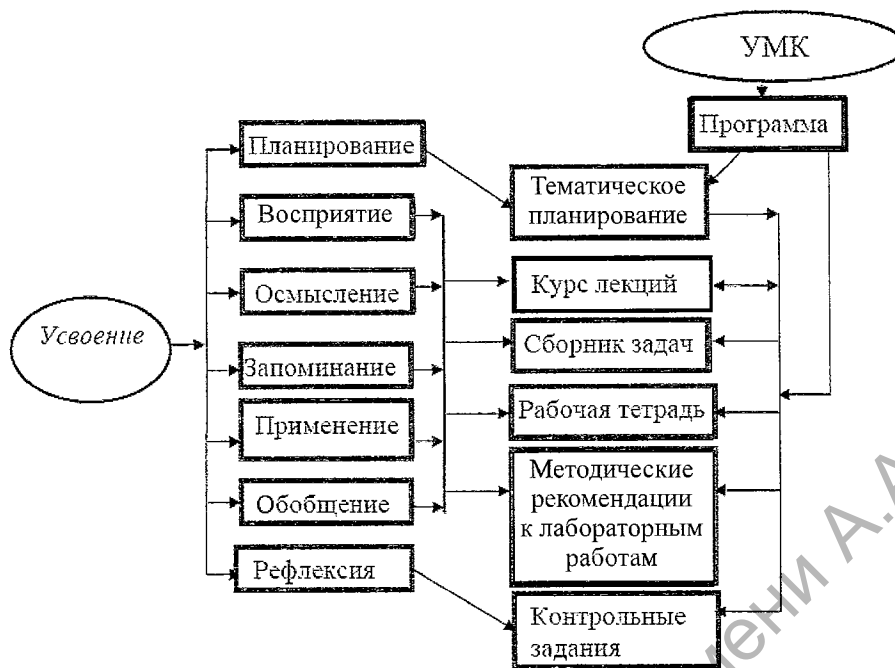 УМК
Программа
Планирование
Восприятие
Осмысление
Усвоение
Запоминание
Применение
Обобщение
Рефлексия
Тематическое
планирование
Курс лекций
Сборник задач
Рабочая тетрадь
Методические
рекомендации
к лабораторным
работам
Контрольные
задания
мени А.А